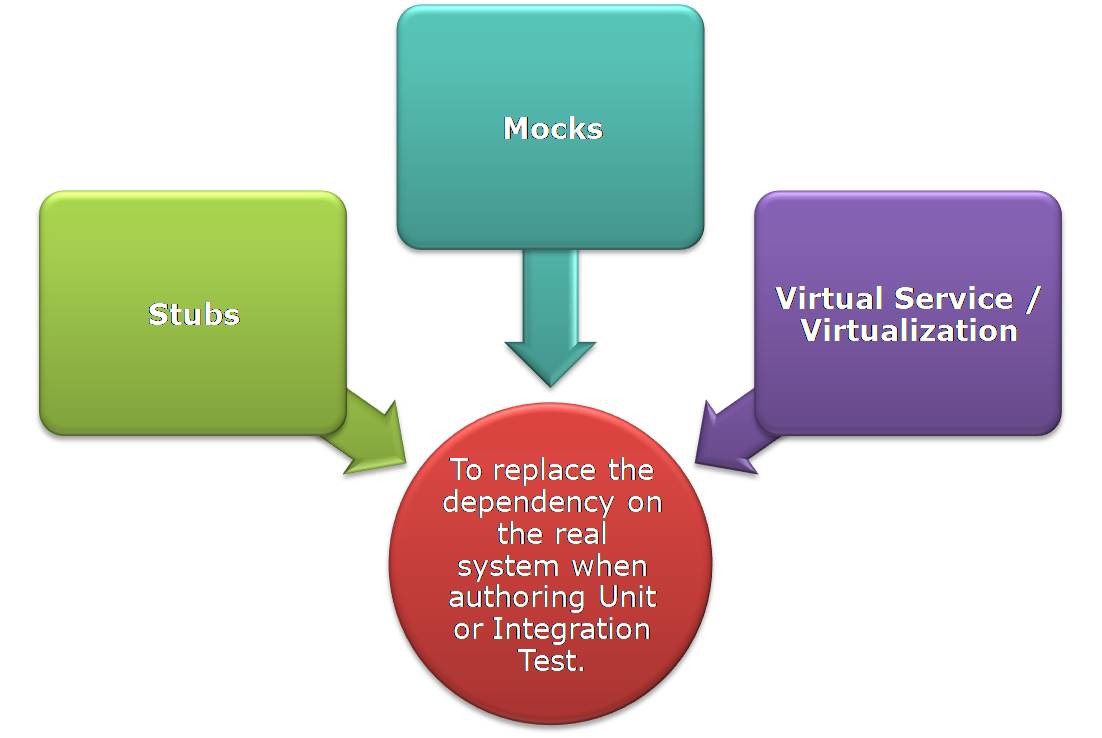 Mocks
Stubs
Virtual Service /
Virtualization
To replace the
dependency on
the real
system when
authoring Unit
or Integration
Test.